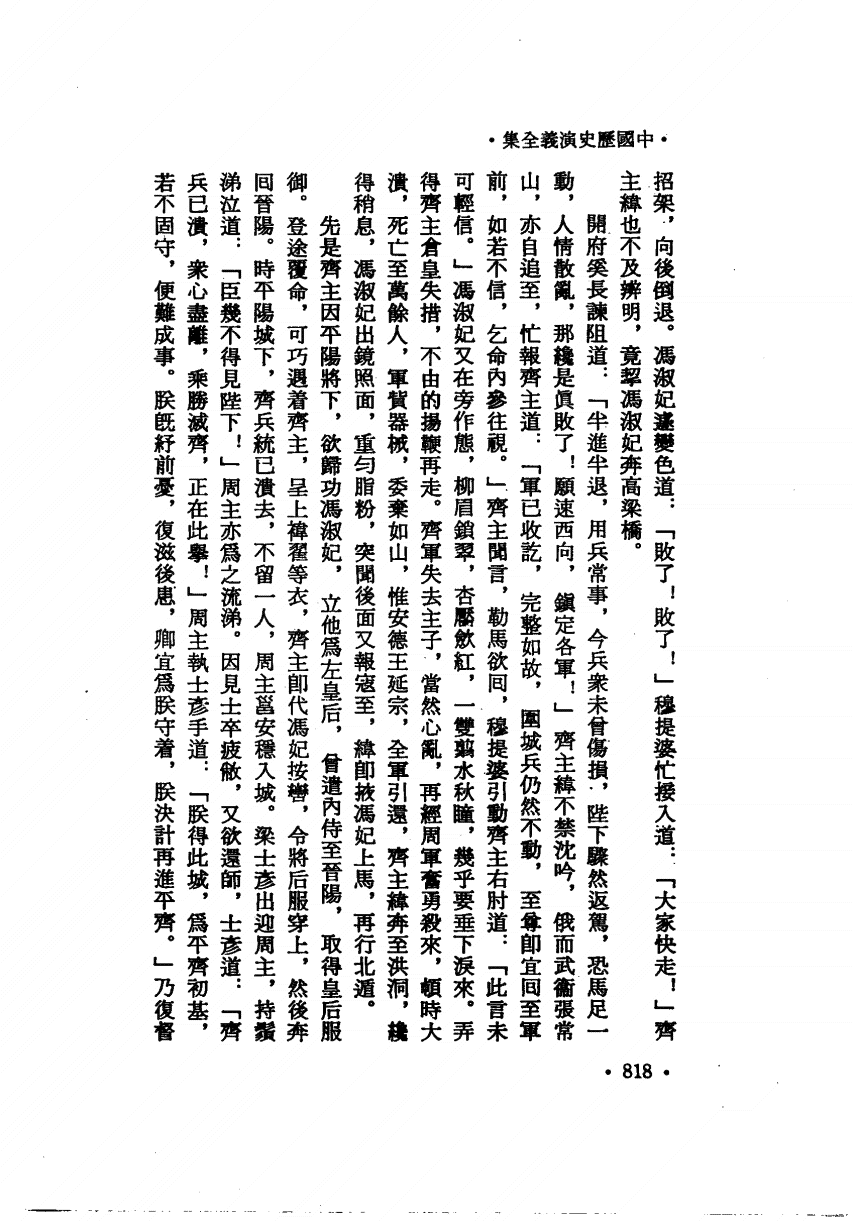 ・中國歷史演義全集・
招架，向後倒退。馮淑妃遽變色道：「敗了！敗了！」穆提婆忙接入道：「大家快走！」齊
主緯也不及辨明，竟挈馮淑妃奔高梁橋。
開府奚長諫阻道：「半進半退，用兵常事，今兵衆未曾傷損，陛下驟然返駕，恐馬足一
動，人情散亂，那纔是眞敗了！願速西向，鎭定各軍！」齊主緯不禁沈吟，俄而武衞張常
山，亦自追至，忙報齊主道：「軍已收訖，完整如故，圍城兵仍然不動，至尊卽宜囘至軍
前，如若不信，乞命內參往視。」齊主聞言，勒馬欲囘，穆提婆引動齊主右肘道：「此言未
可輕信。」馮淑妃又在旁作態，柳眉鎖翠，杏靨斂紅，一雙翦水秋瞳，幾乎要垂下淚來。弄
得齊主倉皇失措，不由的揚鞭再走。齊軍失去主子，當然心亂，再經周軍奮勇殺來，頓時大
潰，死亡至萬餘人，軍貲器械，委棄如山，惟安德王延宗，全軍引還，齊主緯奔至洪洞，纔
得稍息，馮淑妃出鏡照面，重勻脂粉，突聞後面又報寇至，緯卽掖馮妃上馬，再行北遁。
先是齊主因平陽將下，欲歸功馮淑妃，立他爲左皇后，曾遣內侍至晉陽，取得皇后服
御。登途覆命，可巧遇着齊主，呈上褘翟等衣，齊主卽代馮妃按轡，令將后服穿上，然後奔
囘晉陽。時平陽城下，齊兵統已潰去，不留一人，周主邕安穩入城。梁士彥出迎周主，持鬚
涕泣道：「臣幾不得見陛下！」周主亦爲之流涕。因見士卒疲敝，又欲還師，士彥道：「齊
兵已潰，衆心盡離，乘勝滅齊，正在此舉！」周主執士彥手道：「朕得此城，爲平齊初基，
若不固守，便難成事。朕旣紓前憂，復滋後患，卿宜爲朕守着，朕決計再進平齊。」乃復督
・818・